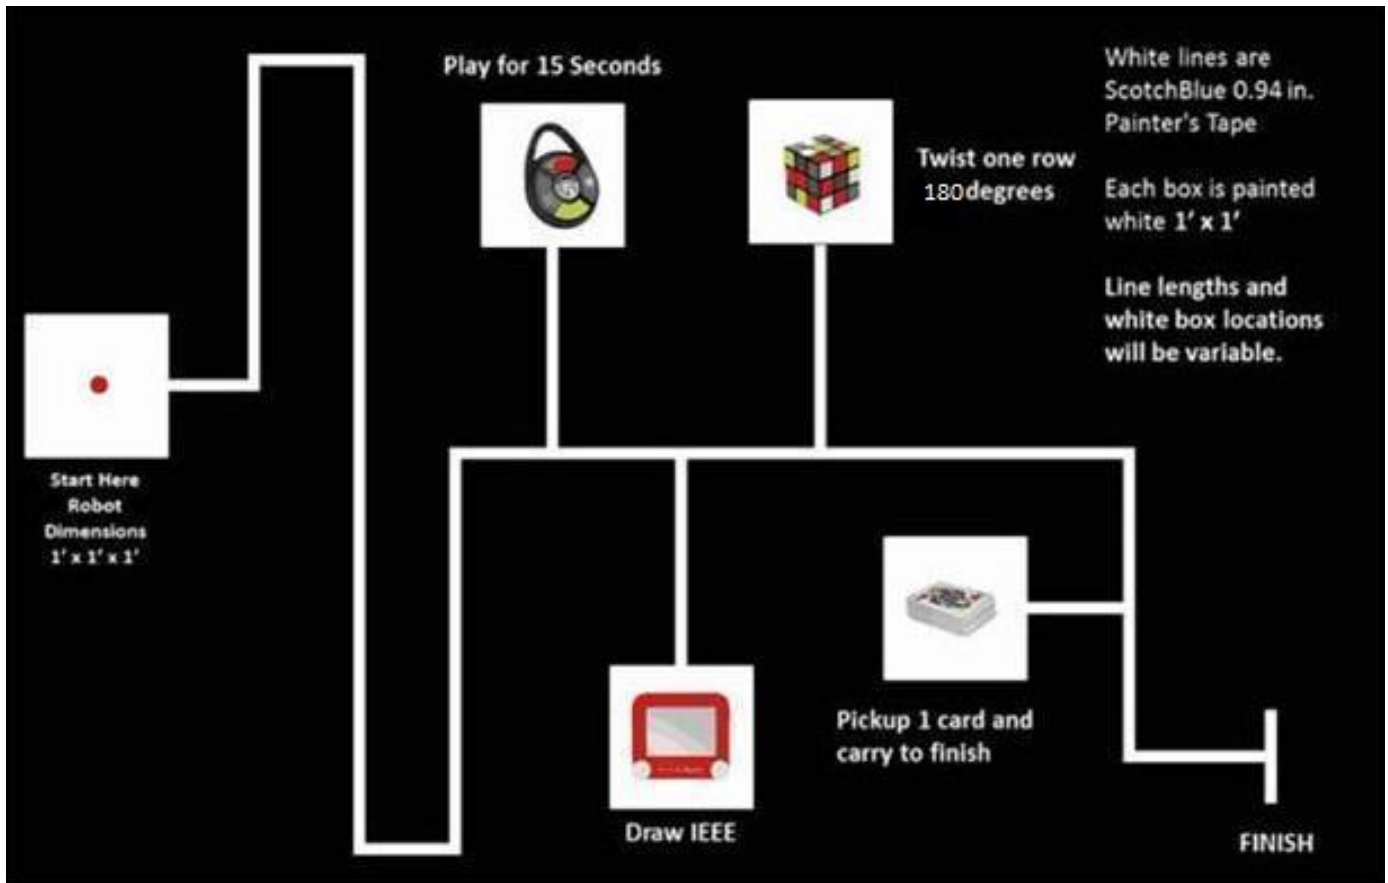 Play for 15 Seconds
White lines are
ScotchBlue 0.94 in.
Painter's Tape
Twist one row
180 degrees
Each box is painted
white 1’ x 1’
Line lengths and
white box locations
will be variable.
Start Here
Robot
Dimensions
1’ x 1’ x 1’
Pickup 1 card and
carry to finish
Draw IEEE
FINISH